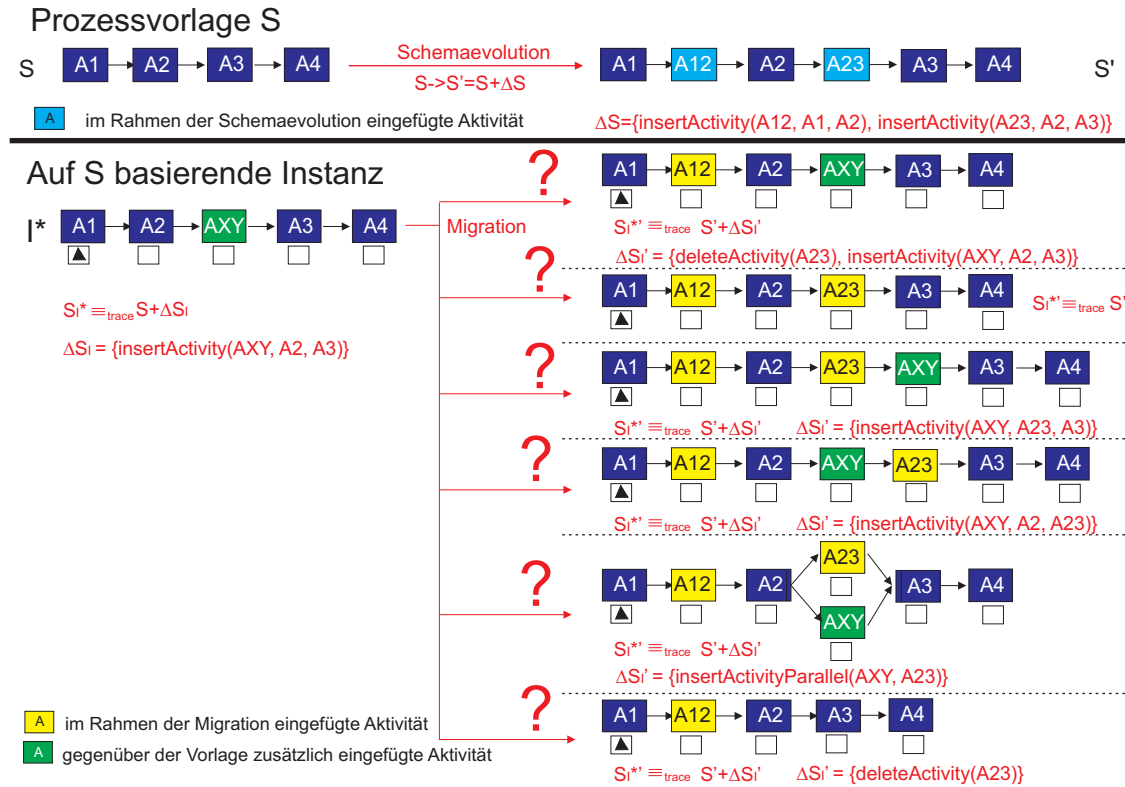 Prozessvorlage S
S A1 A2 A3 A4 Schemaevolution A1 A12 A2 A23 A3 A4 S'
S->S'=S+ΔS
A im Rahmen der Schemaevolution eingefügte Aktivität
ΔS={insertActivity(A12, A1, A2), insertActivity(A23, A2, A3)}
Auf S basierende Instanz
I* A1 A2 AXY A3 A4
Migration
SI* ≡trace S+ΔSI
ΔSI = {insertActivity(AXY, A2, A3)}
?
A1 A12 A2 AXY A3 A4
SI*' ≡trace S'+ΔSI'
ΔSI' = {deleteActivity(A23), insertActivity(AXY, A2, A3)}
?
A1 A12 A2 A23 A3 A4
SI*' ≡trace S'
?
A1 A12 A2 A23 AXY A3 A4
SI*' ≡trace S'+ΔSI' ΔSI' = {insertActivity(AXY, A23, A3)}
?
A1 A12 A2 AXY A23 A3 A4
SI*' ≡trace S'+ΔSI' ΔSI' = {insertActivity(AXY, A2, A23)}
?
A23
A1 A12 A2 A3 A4
AXY
SI*' ≡trace S'+ΔSI'
ΔSI' = {insertActivityParallel(AXY, A23)}
?
A1 A12 A2 A3 A4
SI*' ≡trace S'+ΔSI' ΔSI' = {deleteActivity(A23)}
A im Rahmen der Migration eingefügte Aktivität
A gegenüber der Vorlage zusätzlich eingefügte Aktivität